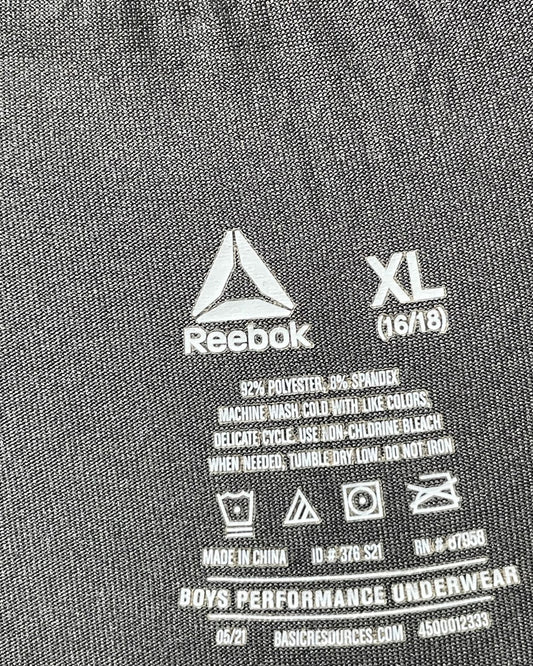 Reebok
XL
(16/18)
92% POLYESTER, 8% SPANDEX
MACHINE WASH COLD WITH LIKE COLORS,
DELICATE CYCLE. USE NON-CHLORINE BLEACH
WHEN NEEDED, TUMBLE DRY LOW. DO NOT IRON
MADE IN CHINA ID # 376 S21 RN # 67958
BOYS PERFORMANCE UNDERWEAR
05/21 BASICRESOURCES.COM 4500012333